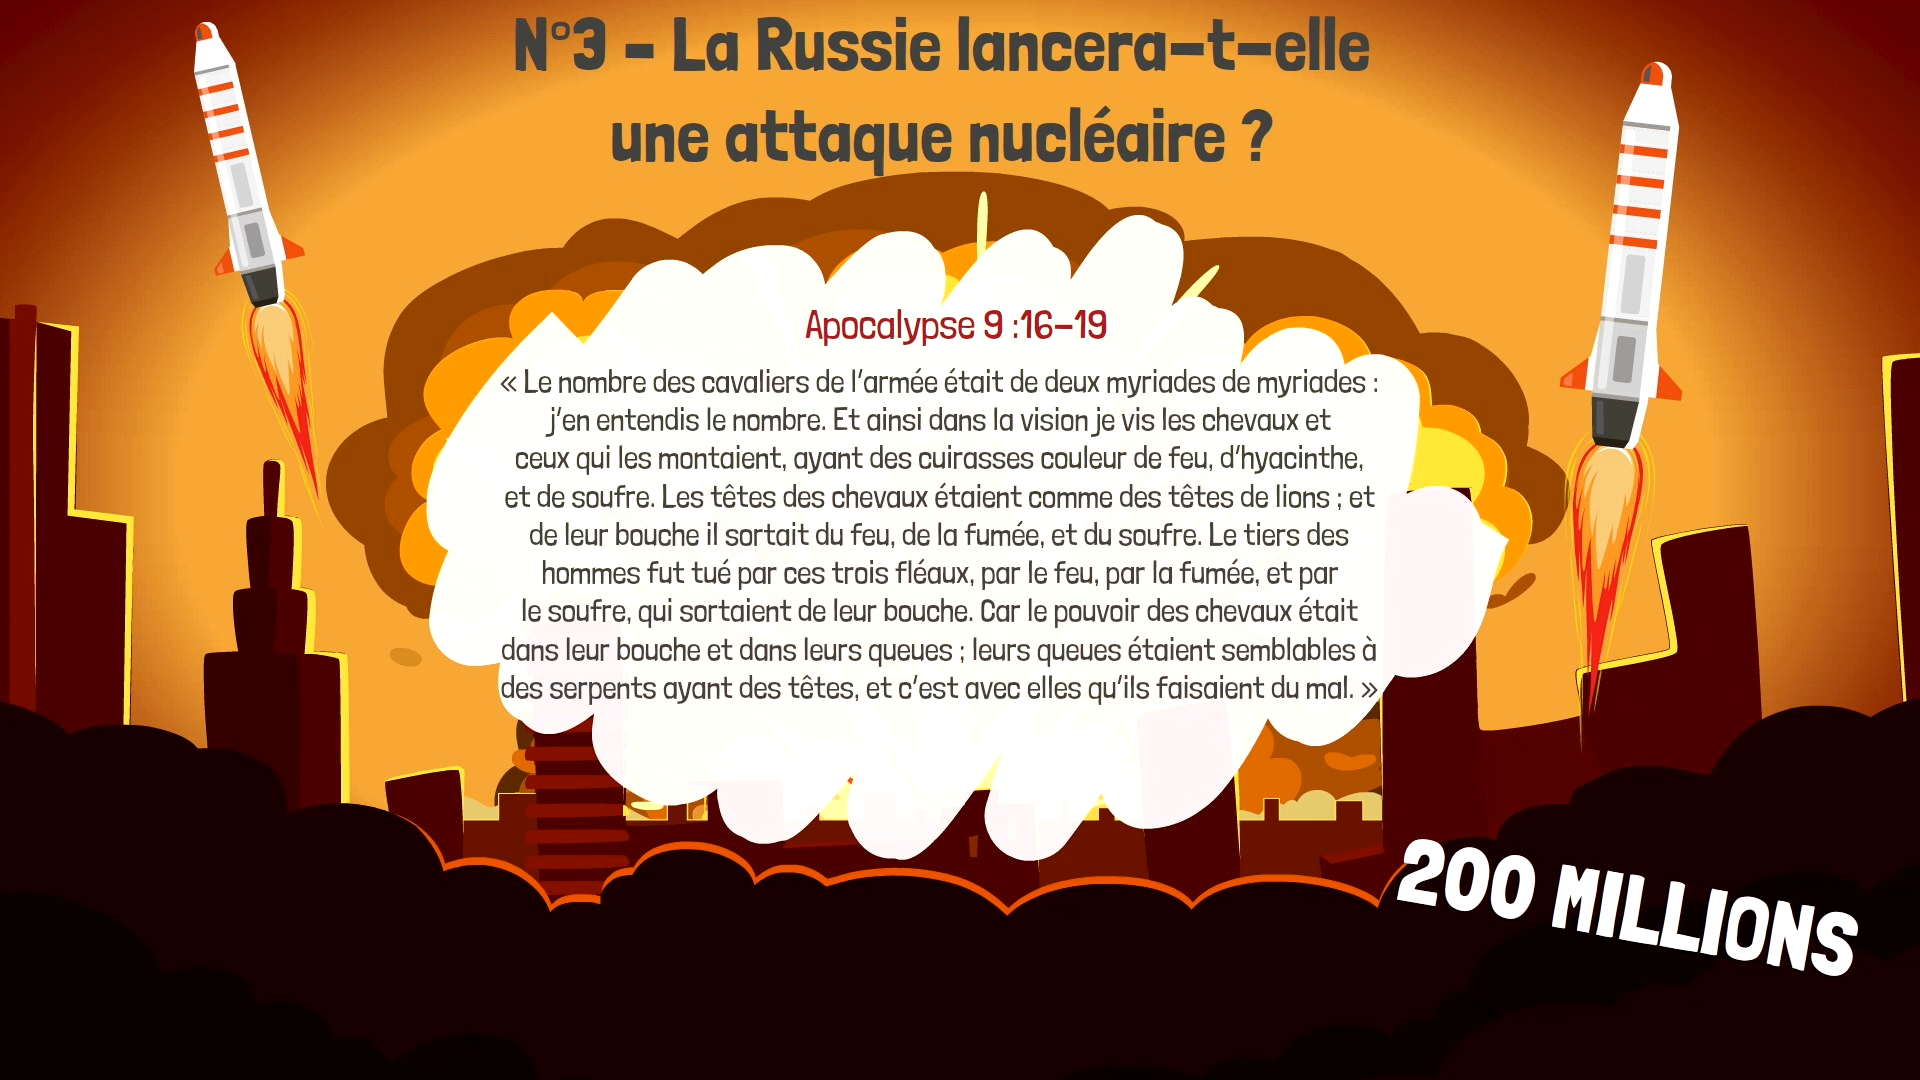 N°3 - La Russie lancera-t-elle
une attaque nucléaire ?
Apocalypse 9 :16-19
« Le nombre des cavaliers de l'armée était de deux myriades de myriades :
j'en entendis le nombre. Et ainsi dans la vision je vis les chevaux et
ceux qui les montaient, ayant des cuirasses couleur de feu, d'hyacinthe,
et de soufre. Les têtes des chevaux étaient comme des têtes de lions ; et
de leur bouche il sortait du feu, de la fumée, et du soufre. Le tiers des
hommes fut tué par ces trois fléaux, par le feu, par la fumée, et par
le soufre, qui sortaient de leur bouche. Car le pouvoir des chevaux était
dans leur bouche et dans leurs queues ; leurs queues étaient semblables à
des serpents ayant des têtes, et c'est avec elles qu'ils faisaient du mal. »
200 MILLIONS